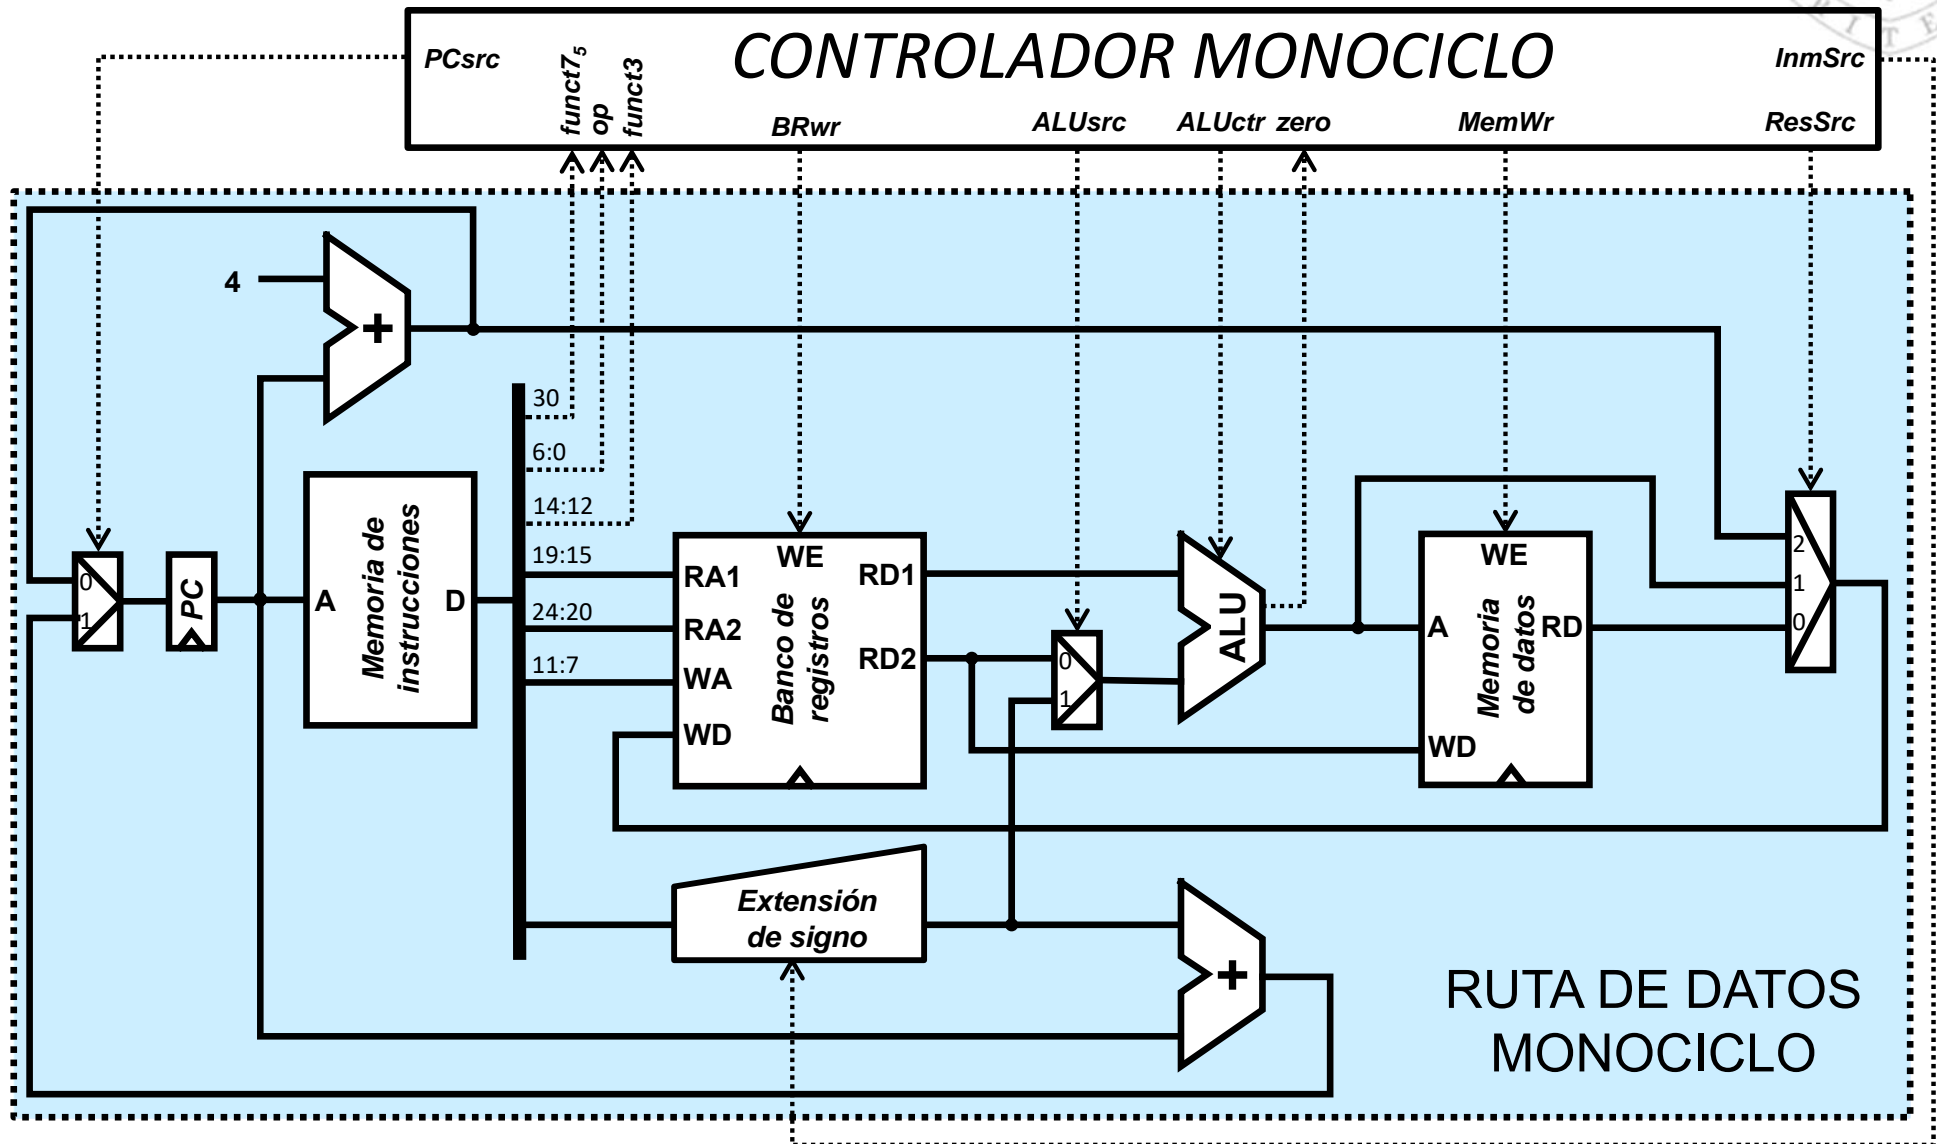 CONTROLADOR MONOCICLO
PCsrc
funct7₅
op
funct3
BRwr
ALUsrc
ALUctr
zero
MemWr
InmSrc
ResSrc
R I T E
4
+
30
6:0
14:12
19:15
24:20
11:7
0
1
PC
A
Memoria de
instrucciones
D
RA1
RA2
WA
WD
WE
Banco de
registros
RD1
RD2
0
1
ALU
A
WD
WE
Memoria
de datos
RD
2
1
0
Extensión
de signo
+
RUTA DE DATOS
MONOCICLO